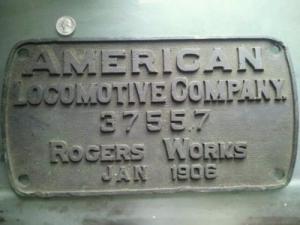 AMERICAN
LOCOMOTIVE COMPANY.
37557
ROGERS WORKS
JAN 1906